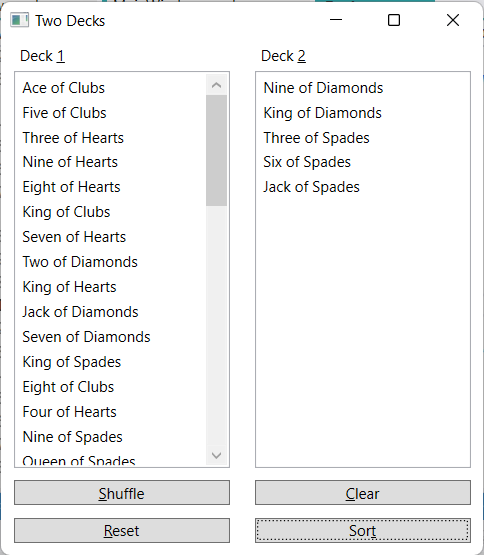 Two Decks
Deck 1
Ace of Clubs
Five of Clubs
Three of Hearts
Nine of Hearts
Eight of Hearts
King of Clubs
Seven of Hearts
Two of Diamonds
King of Hearts
Jack of Diamonds
Seven of Diamonds
King of Spades
Eight of Clubs
Four of Hearts
Nine of Spades
Queen of Spades
Shuffle
Reset
Deck 2
Nine of Diamonds
King of Diamonds
Three of Spades
Six of Spades
Jack of Spades
Clear
Sort